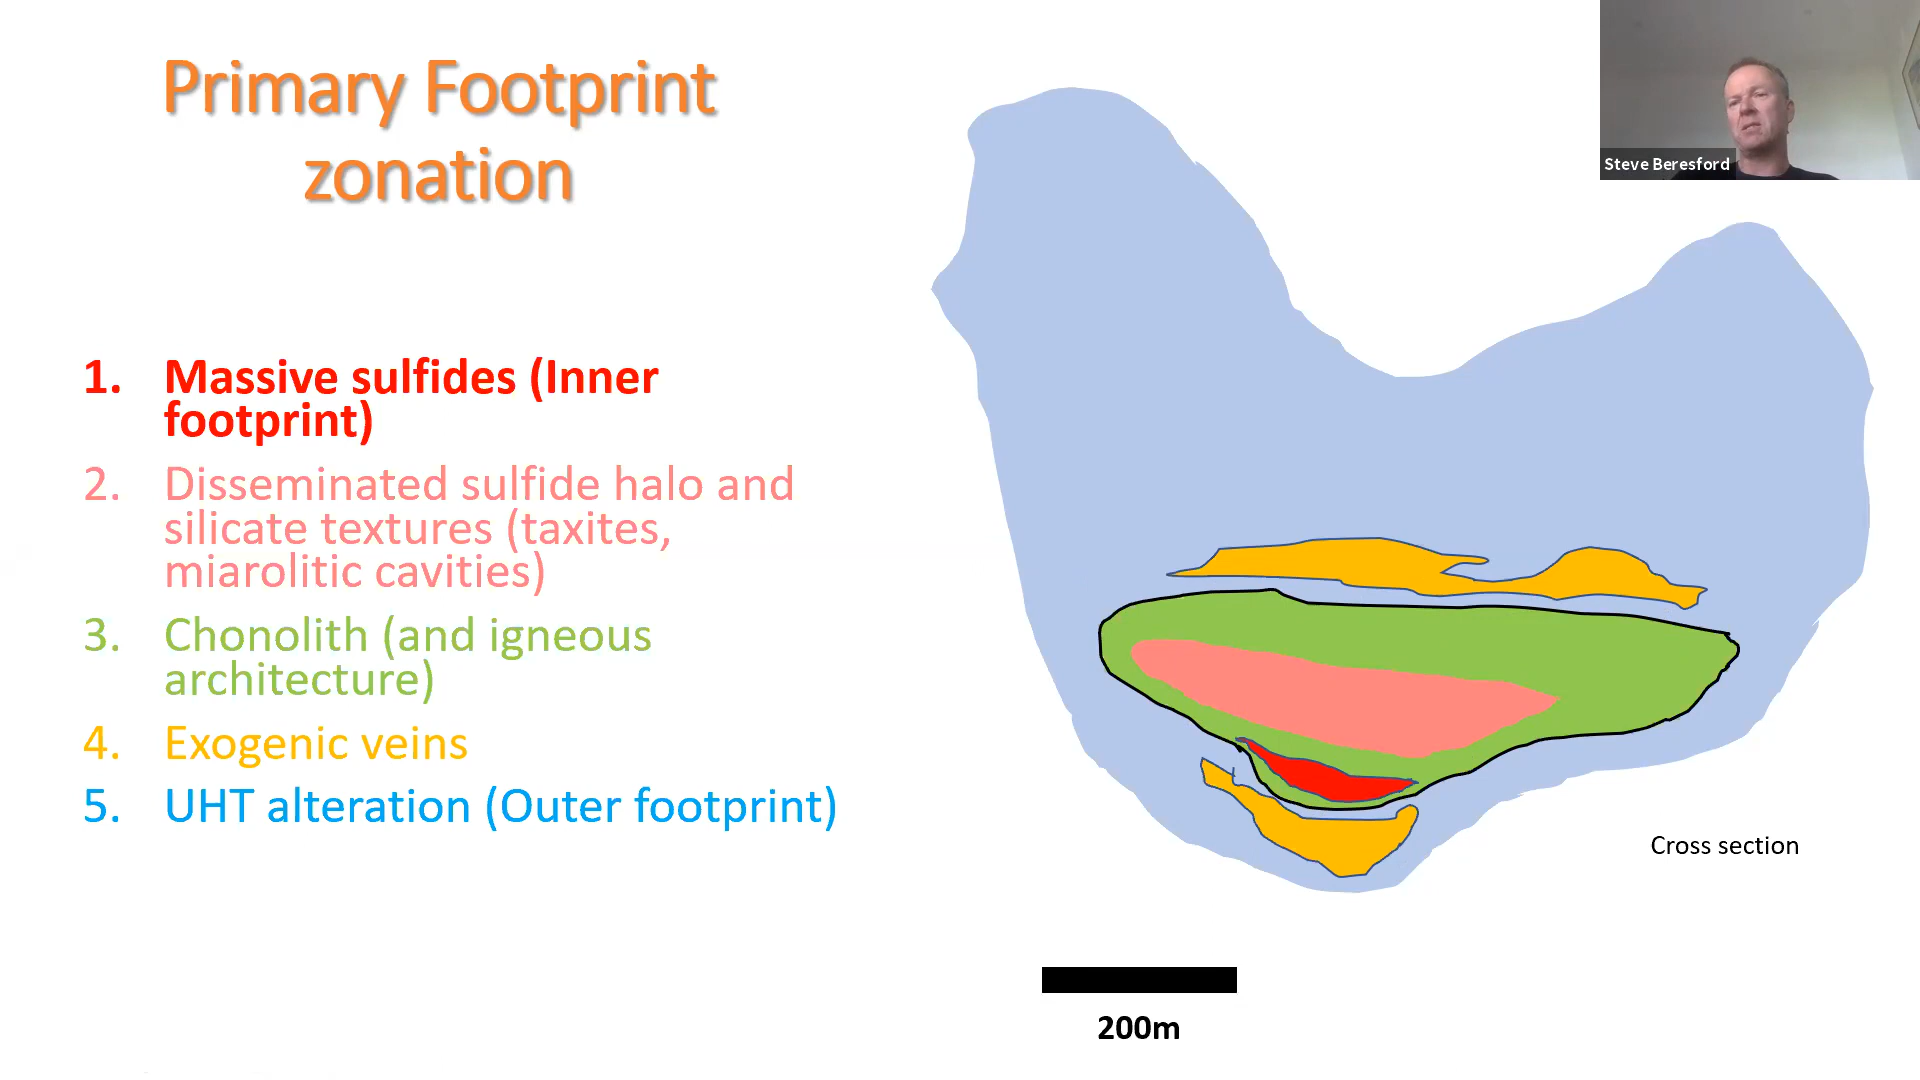 Primary Footprint
zonation
Steve Beresford
1. Massive sulfides (Inner
footprint)
2. Disseminated sulfide halo and
silicate textures (taxites,
miarolitic cavities)
3. Chonolith (and igneous
architecture)
4. Exogenic veins
5. UHT alteration (Outer footprint)
Cross section
200m